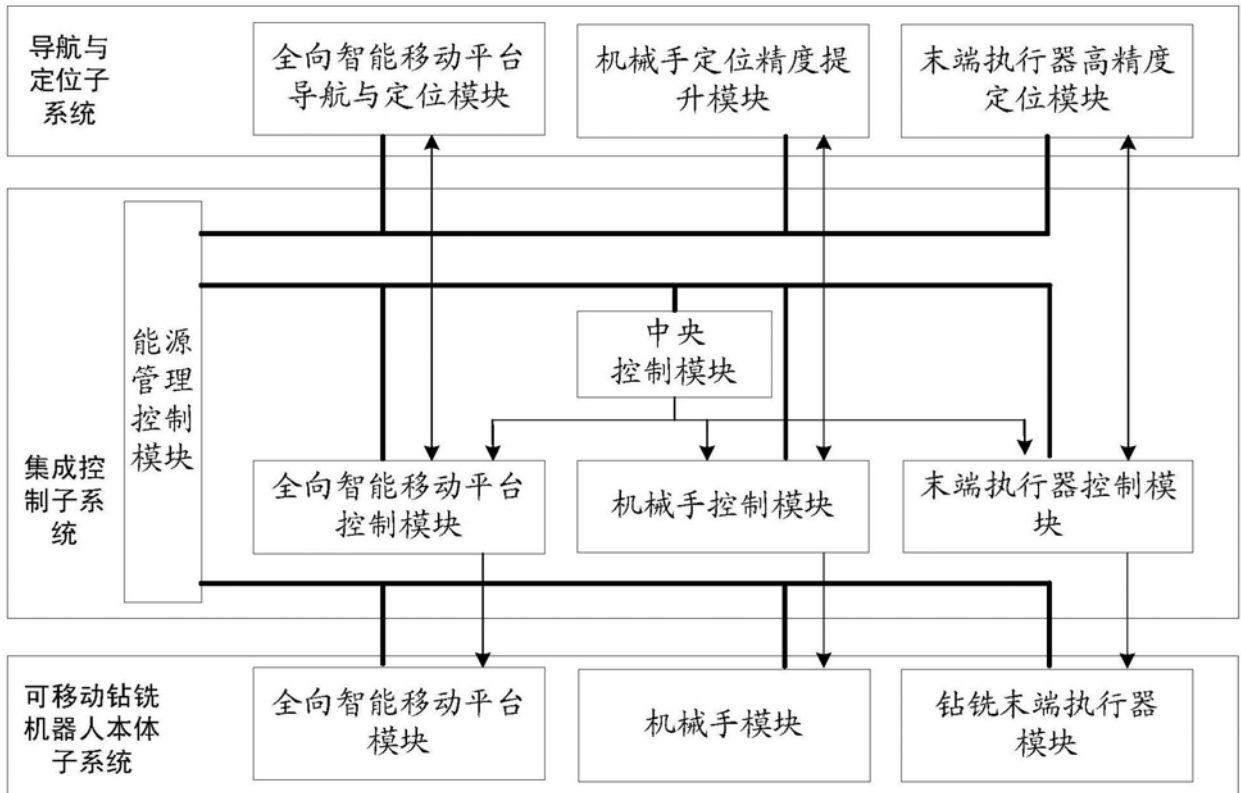 导航与
定位子
系统
全向智能移动平台
导航与定位模块
机械手定位精度提
升模块
末端执行器高精度
定位模块
能源
管理
控制
模块
中央
控制模块
集成控
制子系
统
全向智能移动平台
控制模块
机械手控制模块
末端执行器控制模
块
可移动钻铣
机器人本体
子系统
全向智能移动平台
模块
机械手模块
钻铣末端执行器
模块